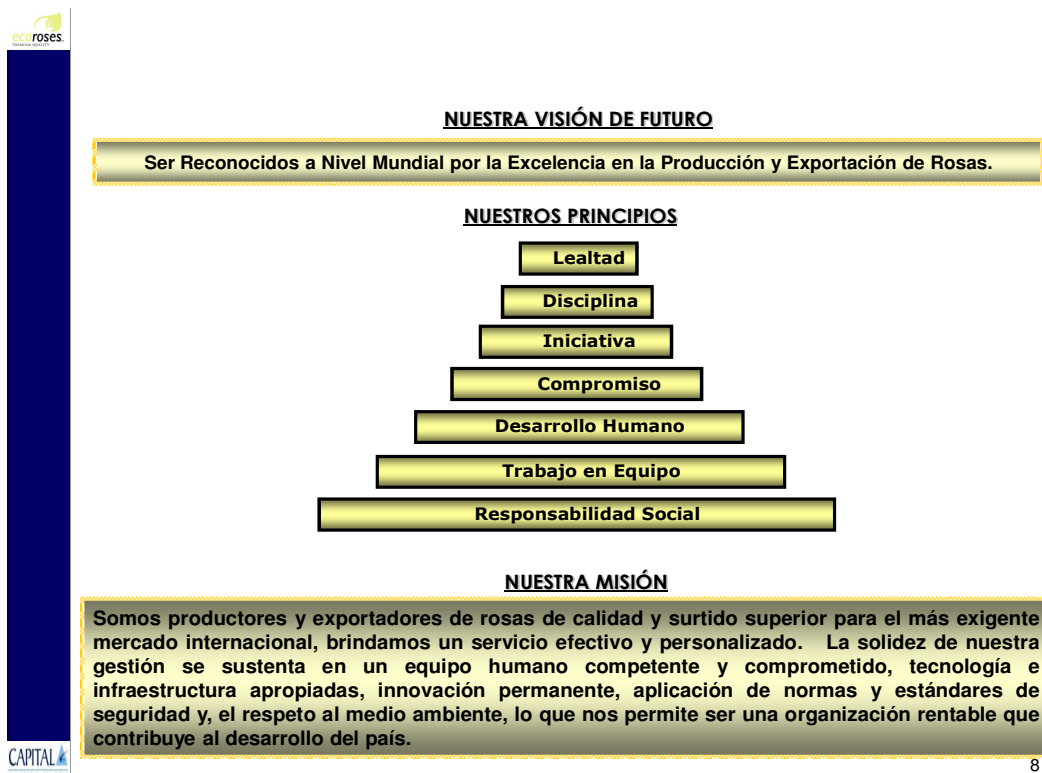 ecoroses.
PREMIUM QUALITY
NUESTRA VISIÓN DE FUTURO
Ser Reconocidos a Nivel Mundial por la Excelencia en la Producción y Exportación de Rosas.
NUESTROS PRINCIPIOS
Lealtad
Disciplina
Iniciativa
Compromiso
Desarrollo Humano
Trabajo en Equipo
Responsabilidad Social
NUESTRA MISIÓN
Somos productores y exportadores de rosas de calidad y surtido superior para el más exigente
mercado internacional, brindamos un servicio efectivo y personalizado. La solidez de nuestra
gestión se sustenta en un equipo humano competente y comprometido, tecnología e
infraestructura apropiadas, innovación permanente, aplicación de normas y estándares de
seguridad y, el respeto al medio ambiente, lo que nos permite ser una organización rentable que
contribuye al desarrollo del país.
CAPITAL
8